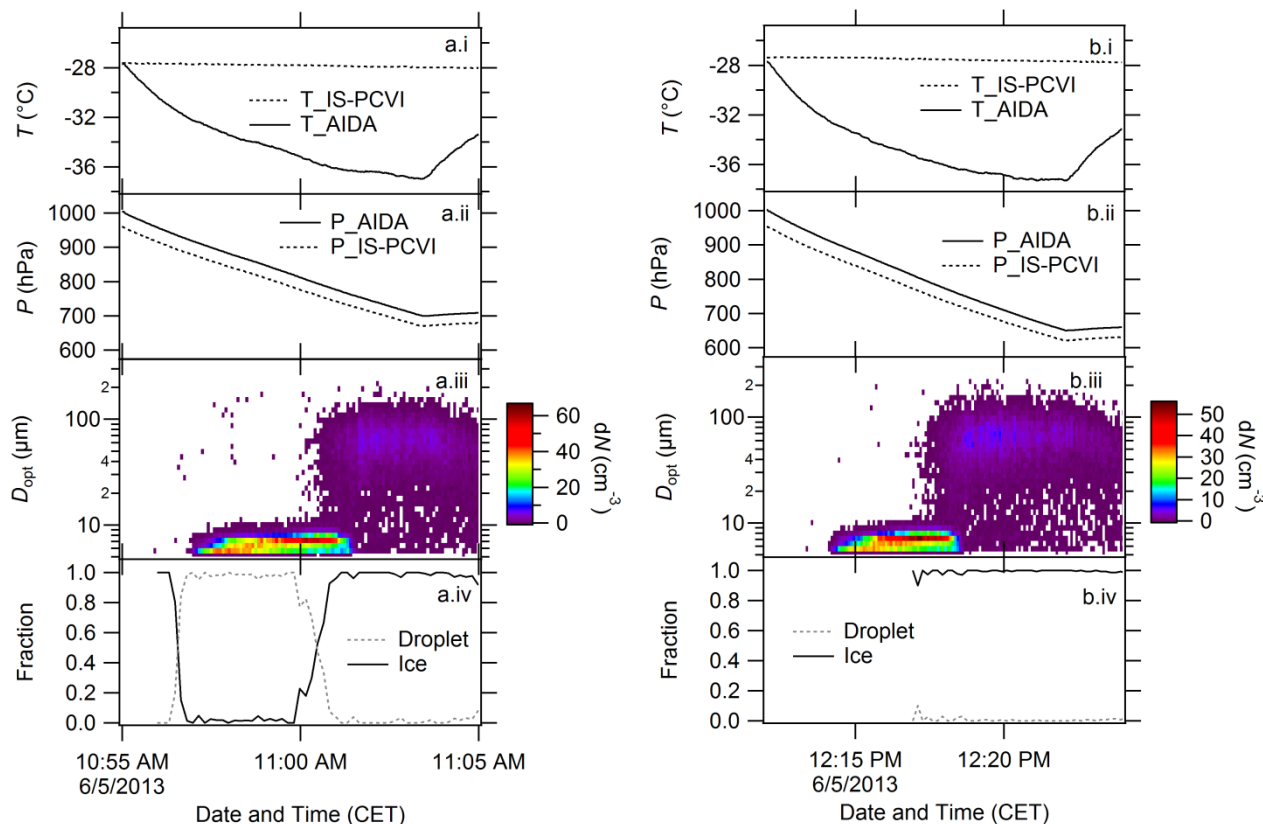 a.i
-28
-32
-36
T (°C)
T_IS-PCVI
T_AIDA
a.ii
1000
900
800
700
600
P (hPa)
P_AIDA
P_IS-PCVI
a.iii
2
100
4
2
10
Dopt (µm)
60
40
20
0
dN (cm-3)
a.iv
1.0
0.8
0.6
0.4
0.2
0.0
Fraction
Droplet
Ice
10:55 AM
6/5/2013
11:00 AM
11:05 AM
Date and Time (CET)
b.i
-28
-32
-36
T (°C)
T_IS-PCVI
T_AIDA
b.ii
1000
900
800
700
600
P (hPa)
P_AIDA
P_IS-PCVI
b.iii
2
100
4
2
10
Dopt (µm)
50
40
30
20
10
0
dN (cm-3)
b.iv
1.0
0.8
0.6
0.4
0.2
0.0
Fraction
Droplet
Ice
12:15 PM
6/5/2013
12:20 PM
Date and Time (CET)